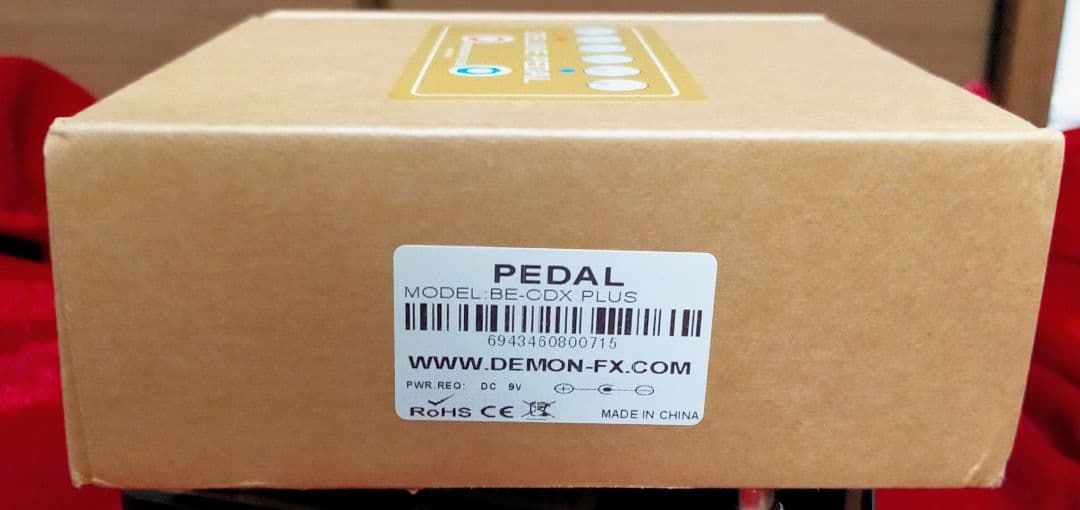 PEDAL
MODEL:BE-CDX PLUS
6943460800715
WWW.DEMON-FX.COM
PWR.REQ: DC 9V
RoHS CE
MADE IN CHINA